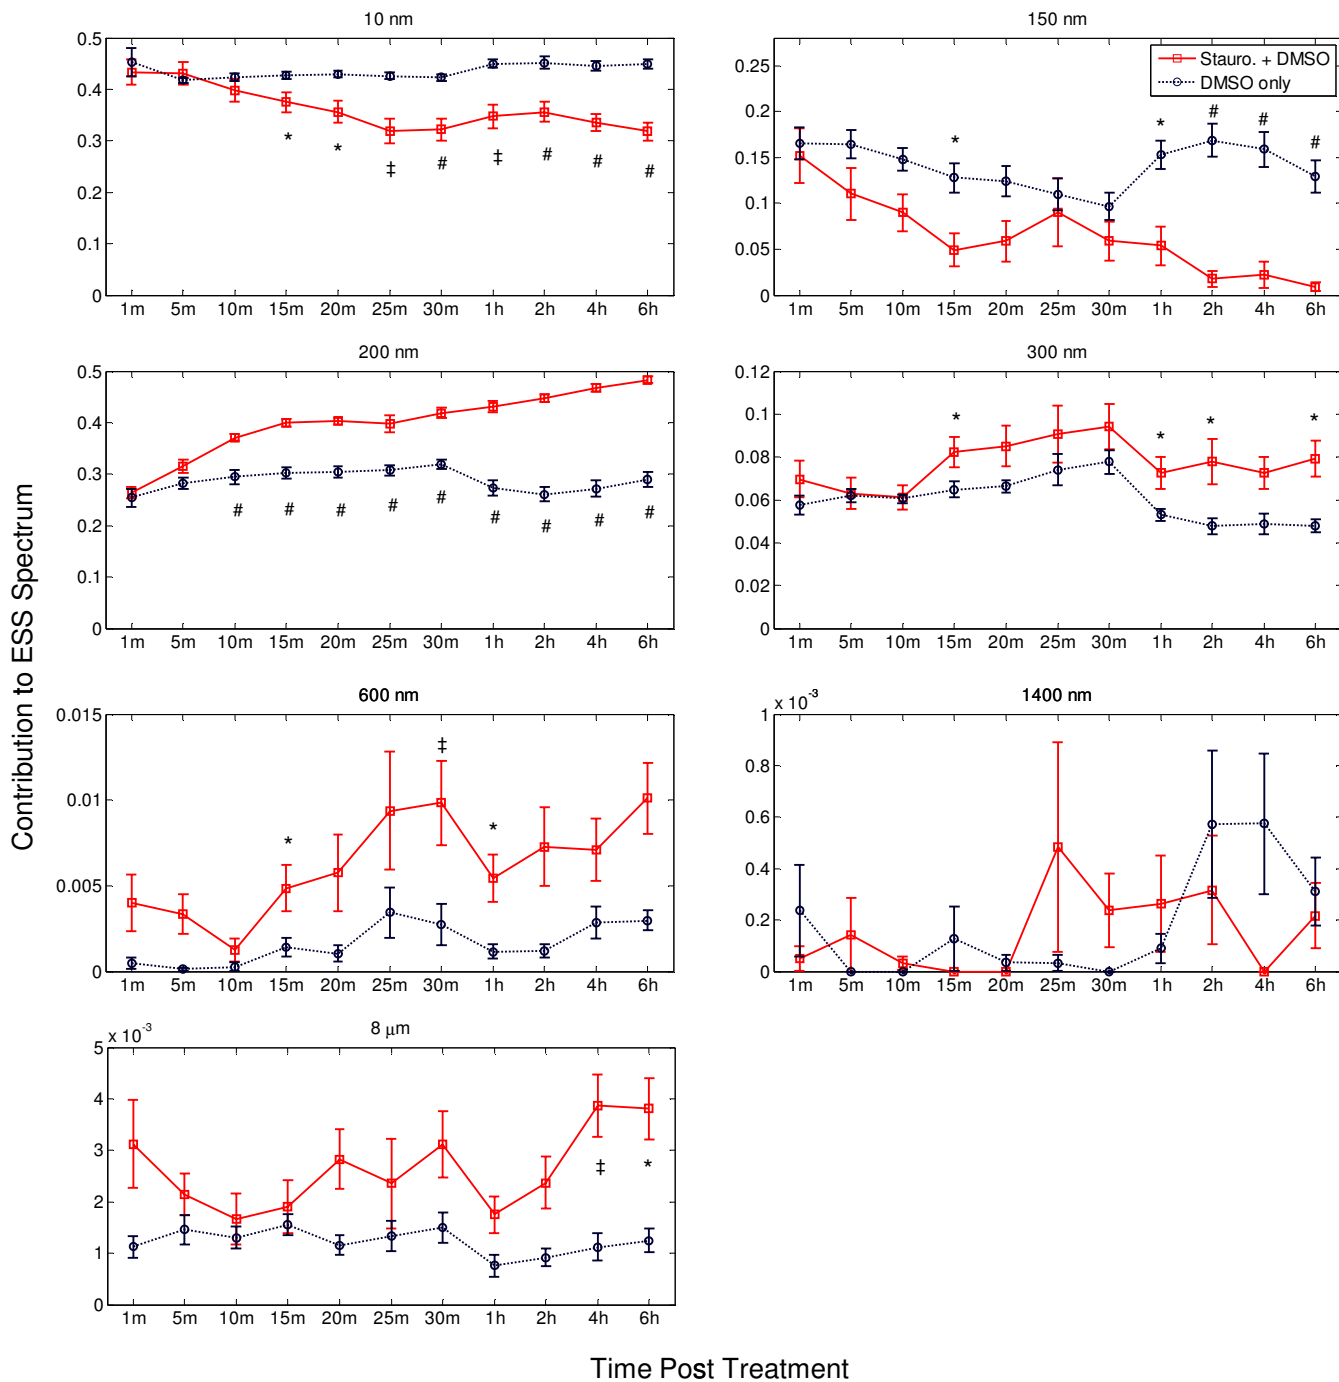 Contribution to ESS Spectrum
10 nm
0.5
0.4
0.3
0.2
0.1
0
* * ‡ # ‡ # # #
1m 5m 10m 15m 20m 25m 30m 1h 2h 4h 6h
150 nm
Stauro. + DMSO
DMSO only
0.25
0.2
0.15
0.1
0.05
0
* * # # #
1m 5m 10m 15m 20m 25m 30m 1h 2h 4h 6h
200 nm
0.5
0.4
0.3
0.2
0.1
0
# # # # # # # # #
1m 5m 10m 15m 20m 25m 30m 1h 2h 4h 6h
300 nm
0.12
0.1
0.08
0.06
0.04
0.02
0
* * * *
1m 5m 10m 15m 20m 25m 30m 1h 2h 4h 6h
600 nm
0.015
0.01
0.005
0
* ‡ *
1m 5m 10m 15m 20m 25m 30m 1h 2h 4h 6h
1400 nm
x 10-3
1
0.8
0.6
0.4
0.2
0
1m 5m 10m 15m 20m 25m 30m 1h 2h 4h 6h
8 µm
x 10-3
5
4
3
2
1
0
‡ *
1m 5m 10m 15m 20m 25m 30m 1h 2h 4h 6h
Time Post Treatment